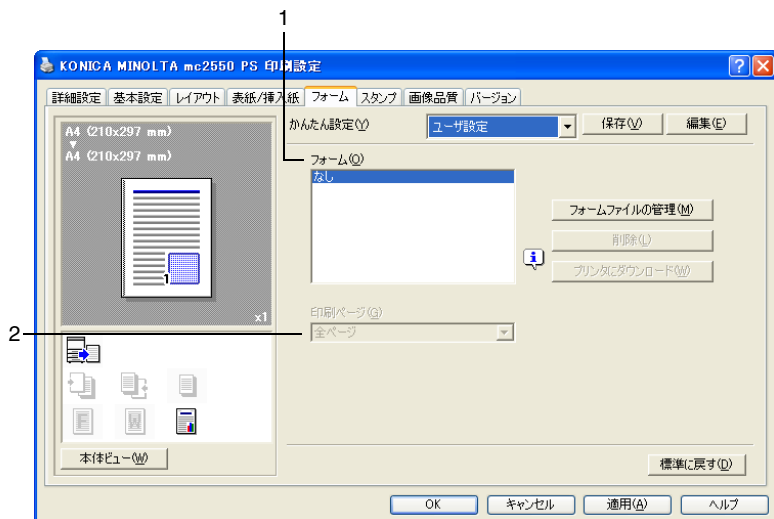 1
KONICA MINOLTA mc2550 PS 印刷設定
詳細設定 基本設定 レイアウト 表紙/挿入紙 フォーム スタンプ 画像品質 バージョン
A4 (210x297 mm)
A4 (210x297 mm)
1
x1
かんたん設定(Y) ユーザ設定 保存(V) 編集(E)
フォーム(O)
なし
フォームファイルの管理(M)
削除(L)
プリンタにダウンロード(W)
2
印刷ページ(G)
全ページ
F W
本体ビュー(W)
標準に戻す(D)
OK キャンセル 適用(A) ヘルプ